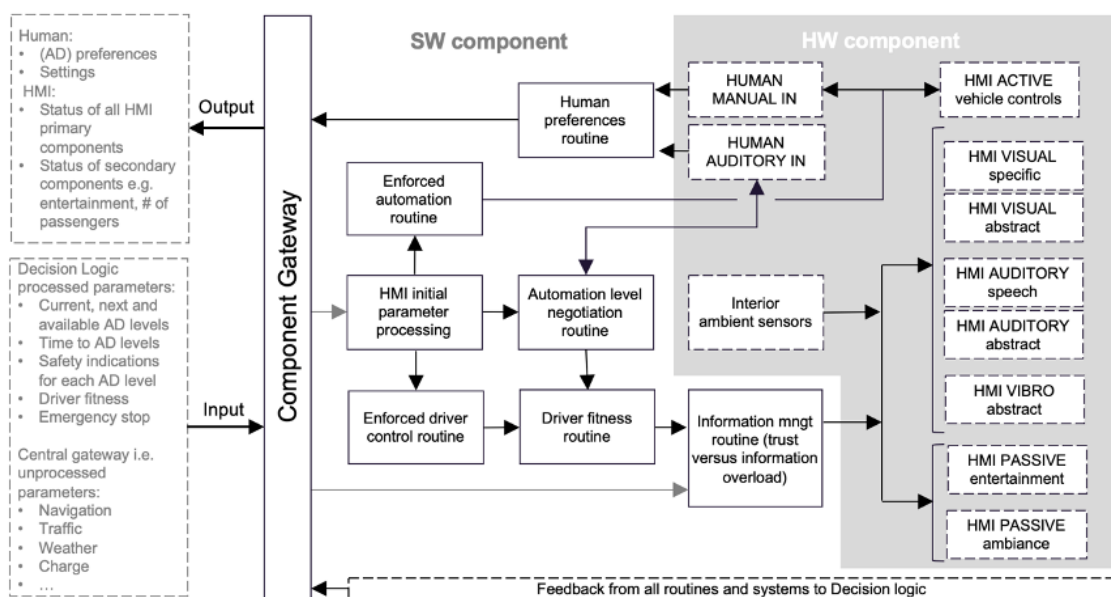 Human:
• (AD) preferences
• Settings
HMI:
• Status of all HMI
primary
components
• Status of secondary
components e.g.
entertainment, # of
passengers
Decision Logic
processed parameters:
• Current, next and
available AD levels
• Time to AD levels
• Safety indications
for each AD level
• Driver fitness
• Emergency stop
Central gateway i.e.
unprocessed
parameters:
• Navigation
• Traffic
• Weather
• Charge
• ...
Output
Input
Component Gateway
SW component
HW component
Human
preferences
routine
HUMAN
MANUAL IN
HUMAN
AUDITORY IN
HMI ACTIVE
vehicle controls
Enforced
automation
routine
HMI VISUAL
specific
HMI VISUAL
abstract
HMI initial
parameter
processing
Automation level
negotiation
routine
Interior
ambient sensors
HMI AUDITORY
speech
HMI AUDITORY
abstract
HMI VIBRO
abstract
Enforced driver
control routine
Driver fitness
routine
Information mngt
routine (trust
versus information
overload)
HMI PASSIVE
entertainment
HMI PASSIVE
ambiance
Feedback from all routines and systems to Decision logic